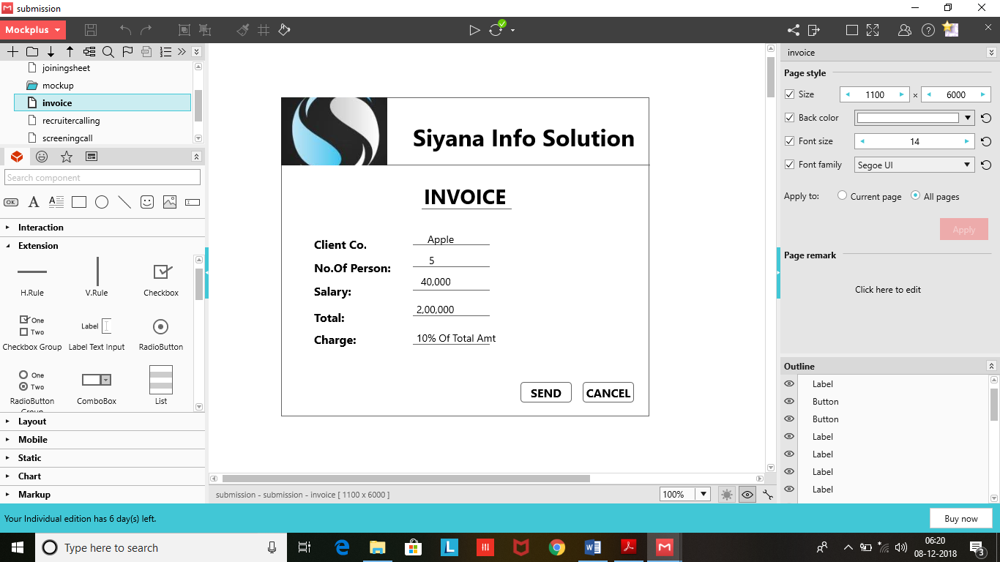 submission
Mockplus
joiningsheet
mockup
invoice
recruitercalling
screeningcall
Search component
OK
A
A
Interaction
Extension
H.Rule
V.Rule
Checkbox
One
Two
Label
Checkbox Group
Label Text Input
RadioButton
One
Two
RadioButton
Group
ComboBox
List
Layout
Mobile
Static
Chart
Markup
Siyana Info Solution
INVOICE
Client Co.
Apple
No.Of Person:
5
Salary:
40,000
Total:
2,00,000
Charge:
10% Of Total Amt
SEND
CANCEL
submission - submission - invoice [ 1100 x 6000 ]
100%
invoice
Page style
Size
1100
×
6000
Back color
Font size
14
Font family
Segoe UI
Apply to:
Current page
All pages
Apply
Page remark
Click here to edit
Outline
Label
Button
Button
Label
Label
Label
Label
Your Individual edition has 6 day(s) left.
Buy now
Type here to search
06:20
08-12-2018
3